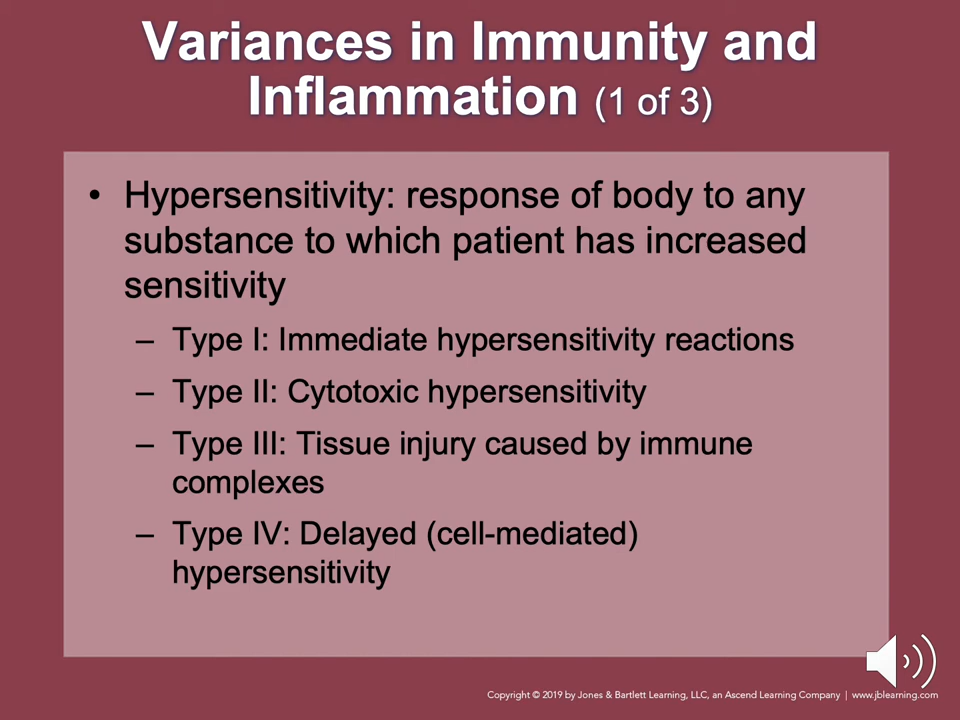 Variances in Immunity and
Inflammation (1 of 3)
• Hypersensitivity: response of body to any
substance to which patient has increased
sensitivity
– Type I: Immediate hypersensitivity reactions
– Type II: Cytotoxic hypersensitivity
– Type III: Tissue injury caused by immune
complexes
– Type IV: Delayed (cell-mediated)
hypersensitivity
Copyright © 2019 by Jones & Bartlett Learning, LLC, an Ascend Learning Company | www.jblearning.com